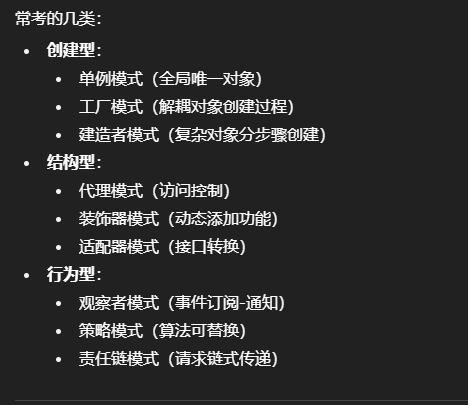 常考的几类：
创建型：
单例模式（全局唯一对象）
工厂模式（解耦对象创建过程）
建造者模式（复杂对象分步骤创建）
结构型：
代理模式（访问控制）
装饰器模式（动态添加功能）
适配器模式（接口转换）
行为型：
观察者模式（事件订阅-通知）
策略模式（算法可替换）
责任链模式（请求链式传递）